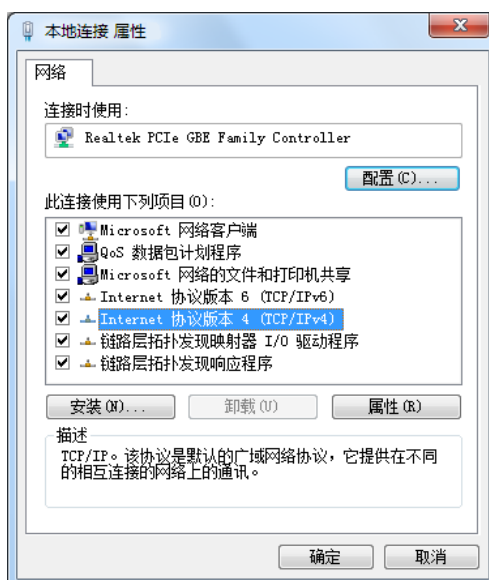 本地连接 属性
网络
连接时使用:
Realtek PCIe GBE Family Controller
配置(C)...
此连接使用下列项目(O):
Microsoft 网络客户端
QoS 数据包计划程序
Microsoft 网络的文件和打印机共享
Internet 协议版本 6 (TCP/IPv6)
Internet 协议版本 4 (TCP/IPv4)
链路层拓扑发现映射器 I/O 驱动程序
链路层拓扑发现响应程序
安装(N)... 卸载(U) 属性(R)
描述
TCP/IP。该协议是默认的广域网络协议，它提供在不同
的相互连接的网络上的通讯。
确定 取消